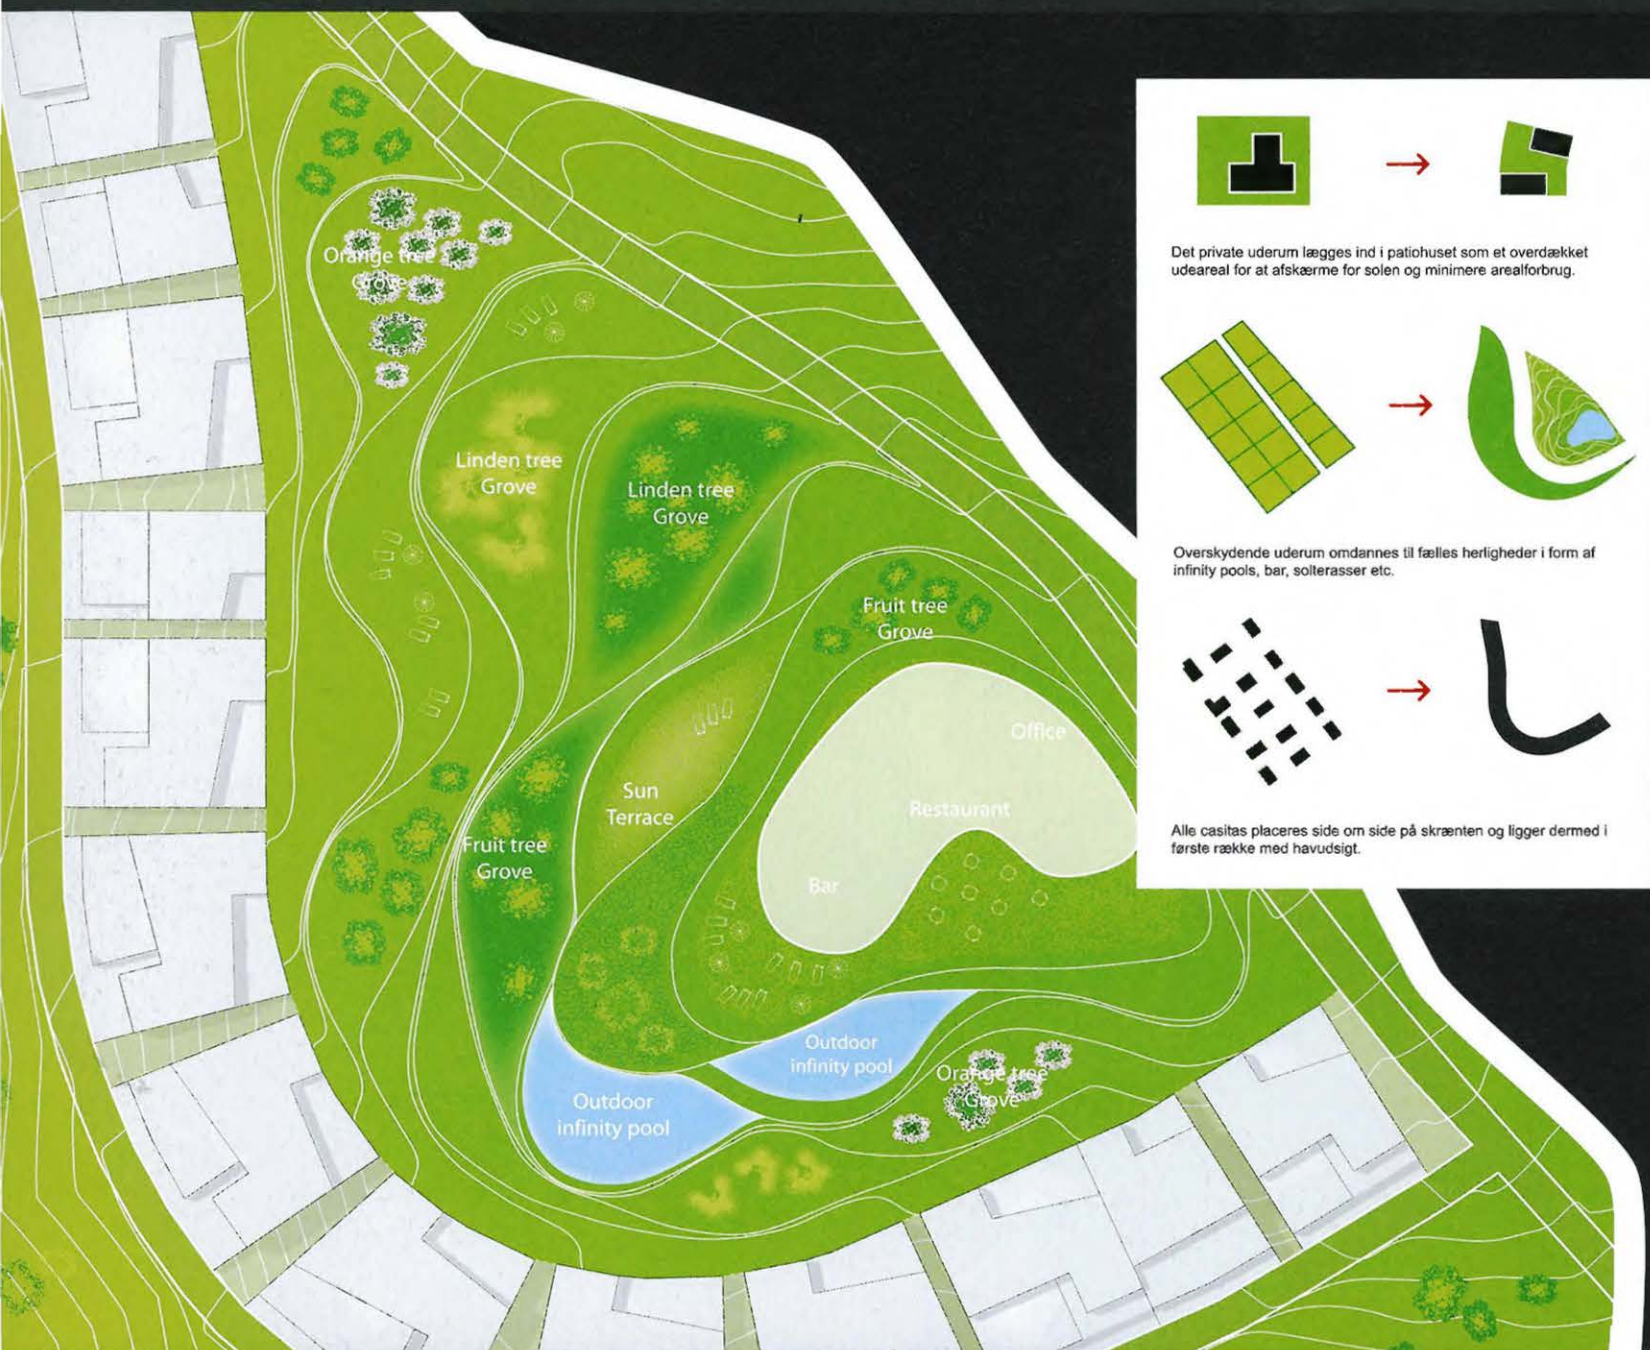 Orange tree
Grove
Linden tree
Grove
Linden tree
Grove
Fruit tree
Grove
Office
Sun
Terrace
Restaurant
Fruit tree
Grove
Bar
Outdoor
infinity pool
Orange tree
Grove
Outdoor
infinity pool
Det private uderum lægges ind i patiohuset som et overdækket
udeareal for at afskærme for solen og minimere arealforbrug.
Overskydende uderum omdannes til fælles herligheder i form af
infinity pools, bar, solterasser etc.
Alle casitas placeres side om side på skrænten og ligger dermed i
første række med havudsigt.